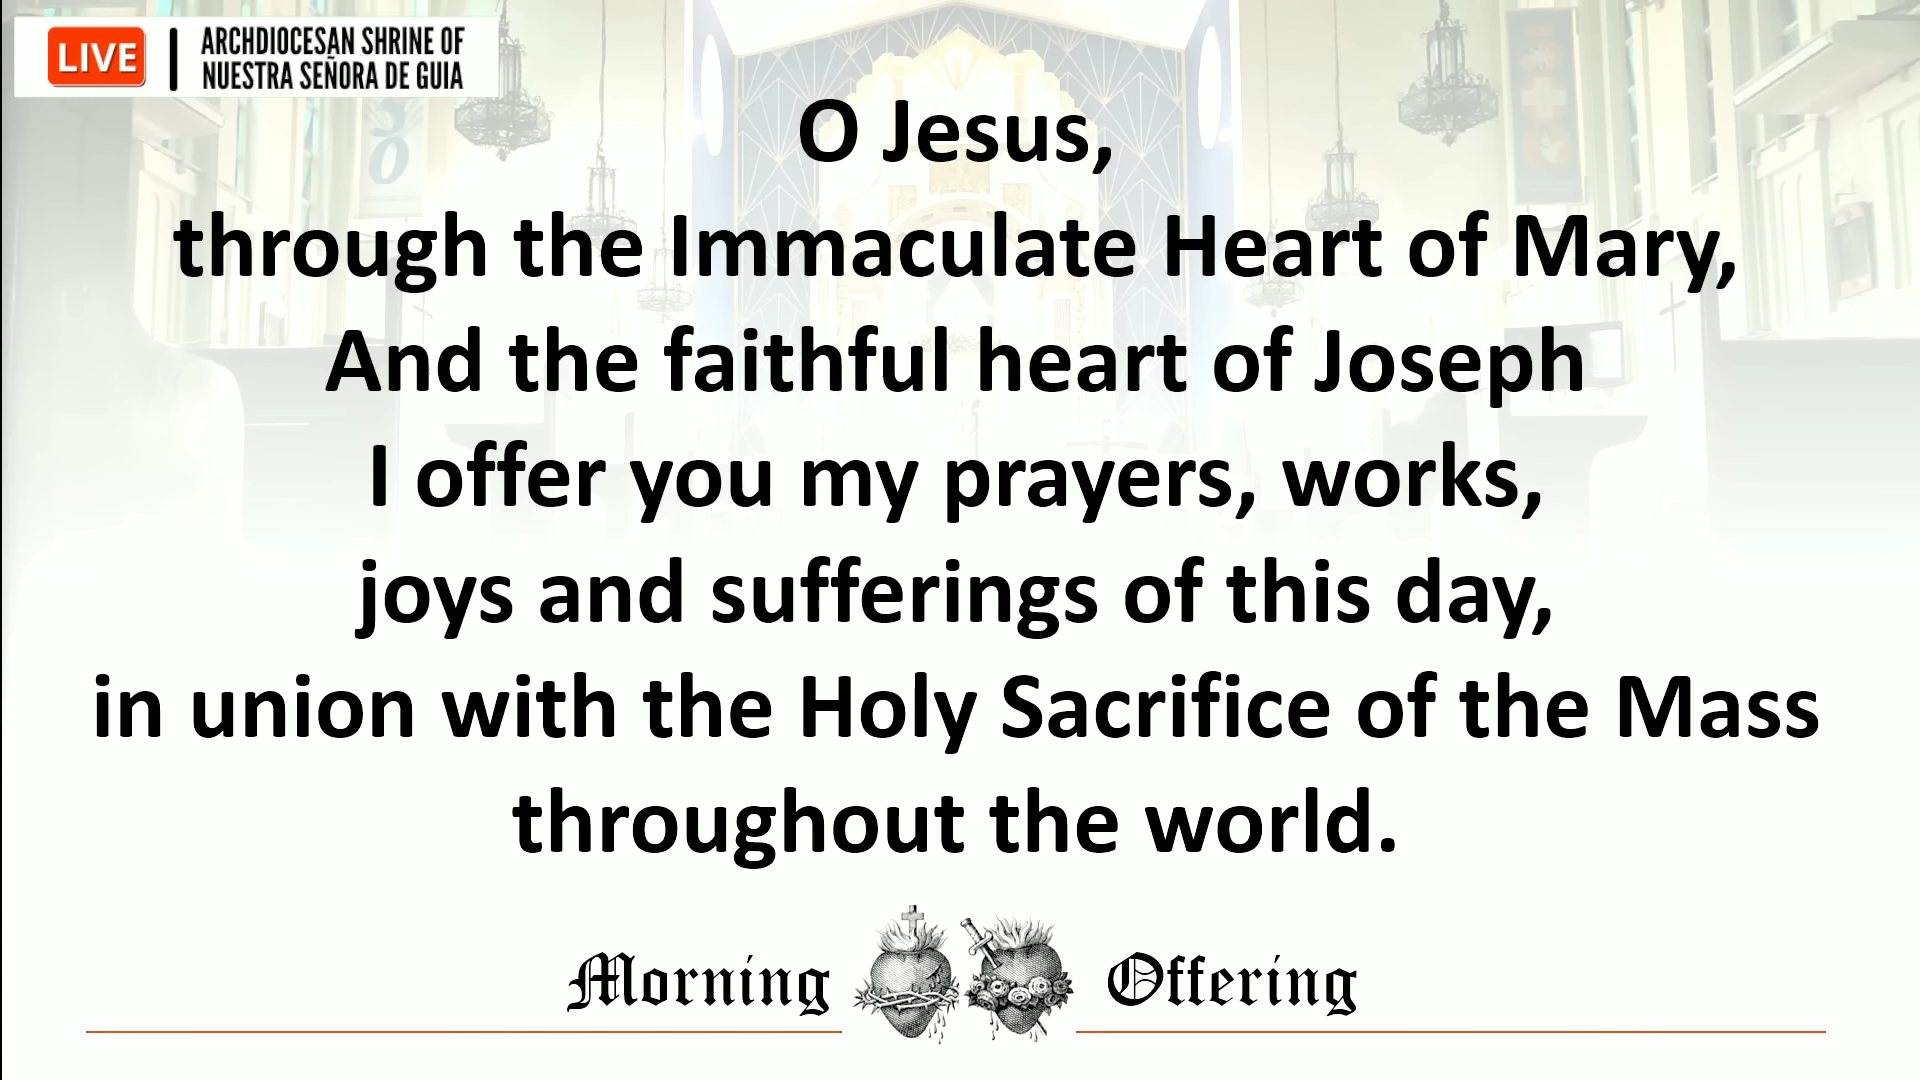 LIVE
ARCHDIOCESAN SHRINE OF
NUESTRA SEÑORA DE GUIA
O Jesus,
through the Immaculate Heart of Mary,
And the faithful heart of Joseph
I offer you my prayers, works,
joys and sufferings of this day,
in union with the Holy Sacrifice of the Mass
throughout the world.
Morning Offering